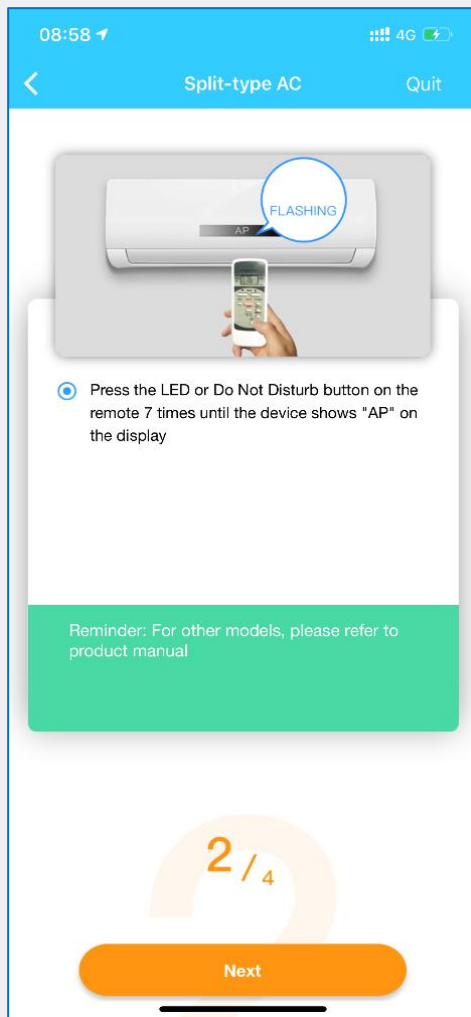 08:58 4G
Split-type AC Quit
FLASHING
AP
Press the LED or Do Not Disturb button on the
remote 7 times until the device shows "AP" on
the display
Reminder: For other models, please refer to
product manual
2/4
Next